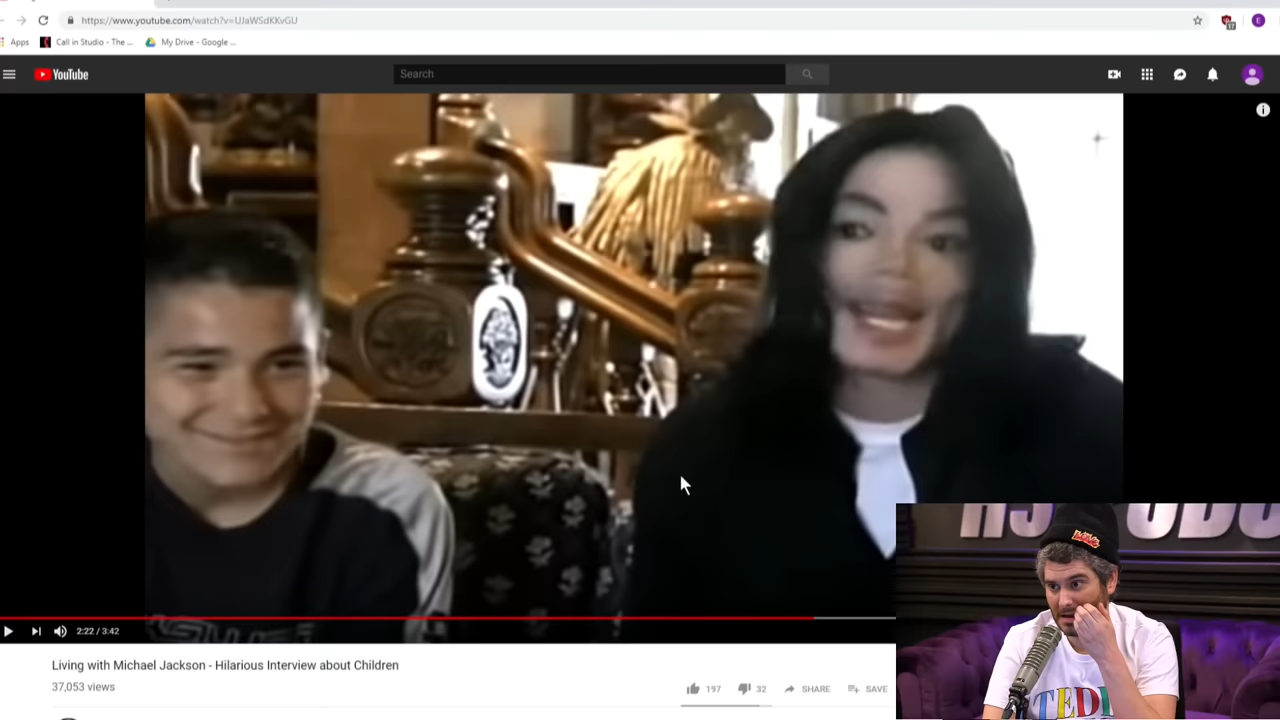 https://www.youtube.com/watch?v=UJaWSdKKvGU
Apps
Call in Studio - The ...
My Drive - Google ...
17
E
YouTube
Search
2:22 / 3:42
Living with Michael Jackson - Hilarious Interview about Children
37,053 views
197
32
SHARE
SAVE